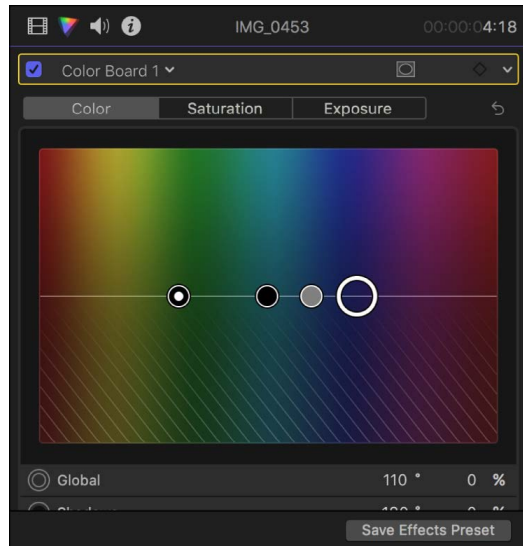 IMG_0453 00:00:04:18
Color Board 1
Color Saturation Exposure
Global 110 ° 0 %
Save Effects Preset